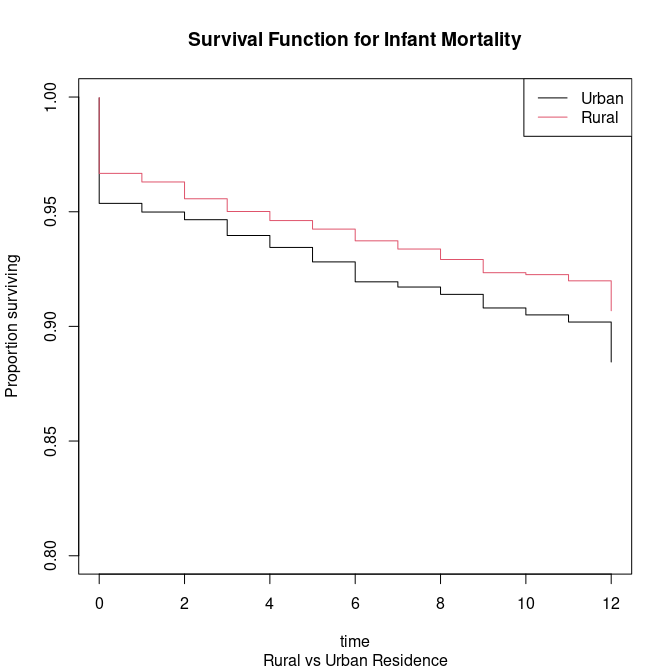 Survival Function for Infant Mortality
Urban
Rural
1.00
0.95
0.90
0.85
0.80
Proportion surviving
0 2 4 6 8 10 12
time
Rural vs Urban Residence